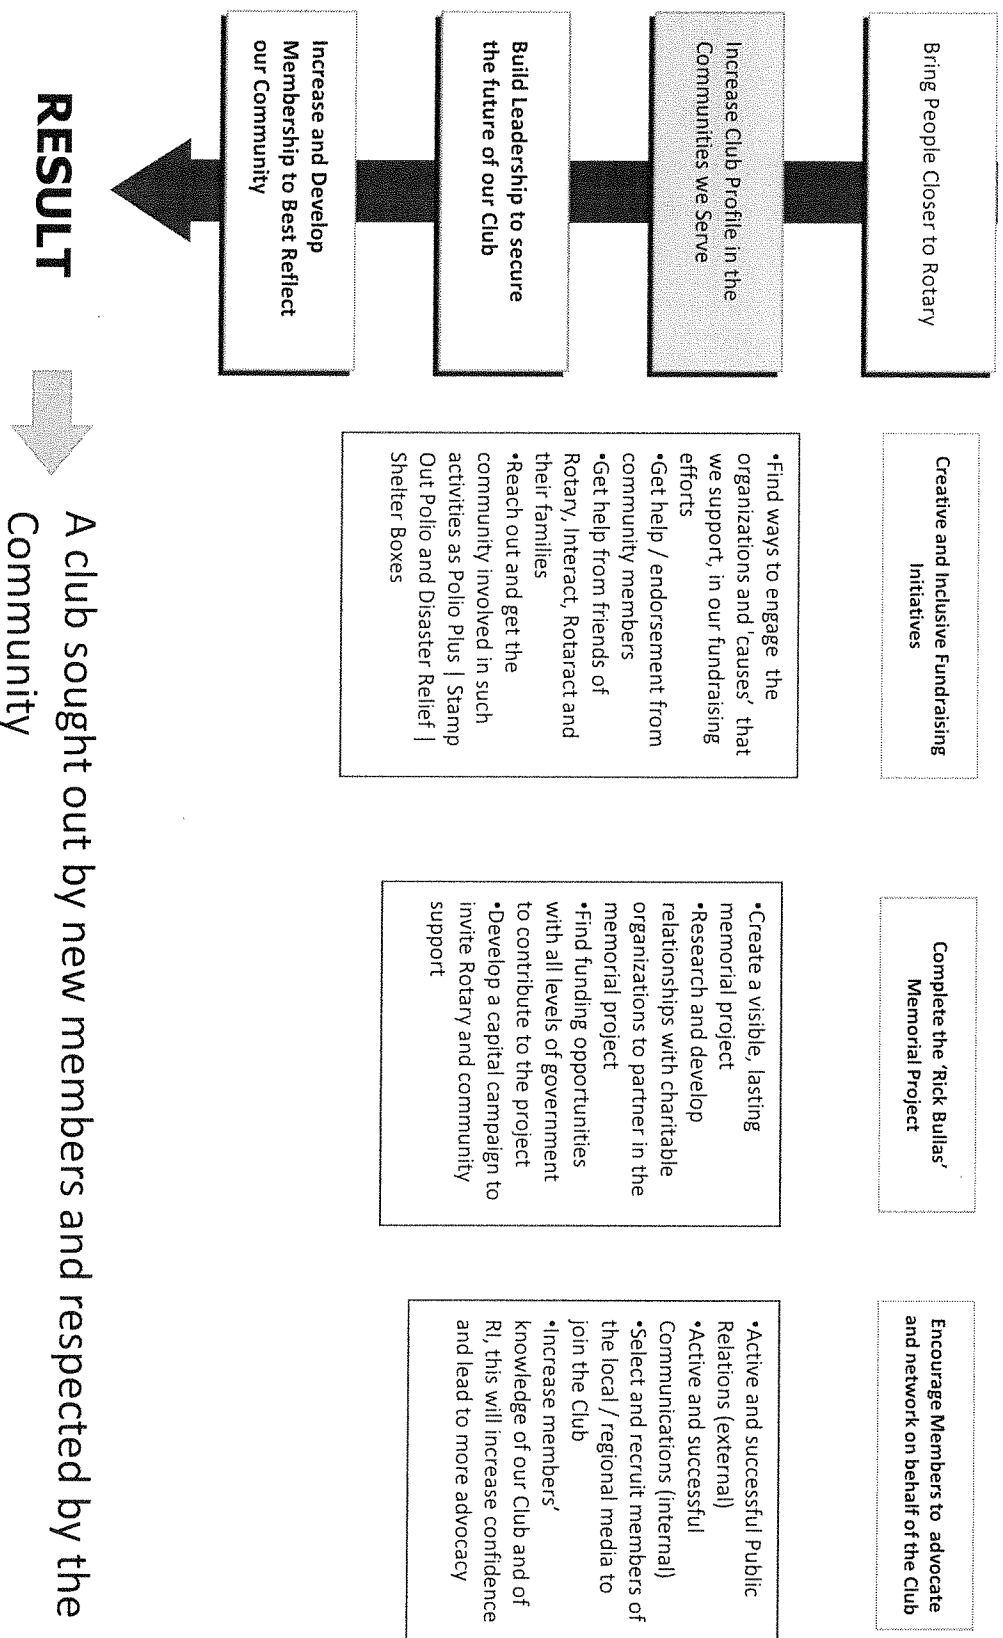 Bring People Closer to Rotary
Increase Club Profile in the
Communities we Serve
Build Leadership to secure
the future of our Club
Increase and Develop
Membership to Best Reflect
our Community
Creative and Inclusive Fundraising
Initiatives
•Find ways to engage the
organizations and 'causes' that
we support, in our fundraising
efforts
•Get help / endorsement from
community members
•Get help from friends of
Rotary, Interact, Rotaract and
their families
•Reach out and get the
community involved in such
activities as Polio Plus | Stamp
Out Polio and Disaster Relief |
Shelter Boxes
Complete the 'Rick Bullas'
Memorial Project
•Create a visible, lasting
memorial project
•Research and develop
relationships with charitable
organizations to partner in the
memorial project
•Find funding opportunities
with all levels of government
to contribute to the project
•Develop a capital campaign to
invite Rotary and community
support
Encourage Members to advocate
and network on behalf of the Club
•Active and successful Public
Relations (external)
•Active and successful
Communications (internal)
•Select and recruit members of
the local / regional media to
join the Club
•Increase members'
knowledge of our Club and of
RI, this will increase confidence
and lead to more advocacy
RESULT
A club sought out by new members and respected by the
Community